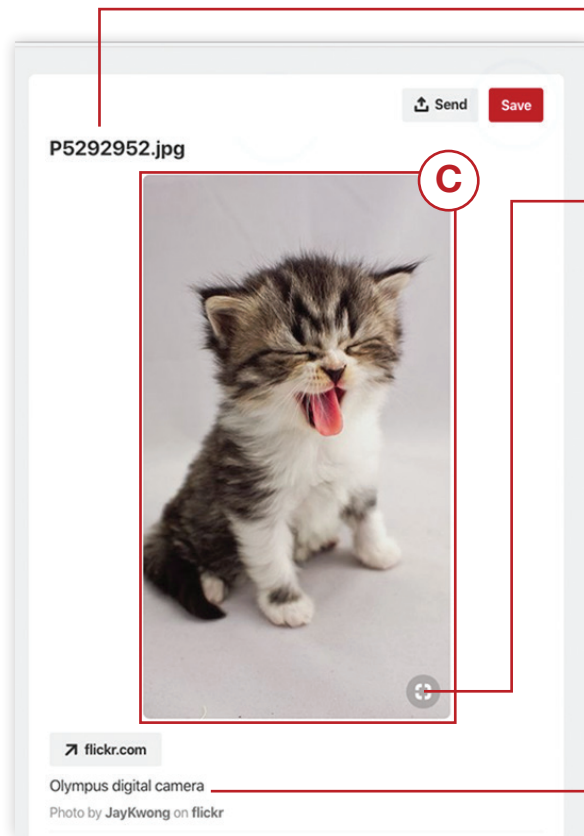 Send Save
P5292952.jpg
C
flickr.com
Olympus digital camera
Photo by JayKwong on flickr